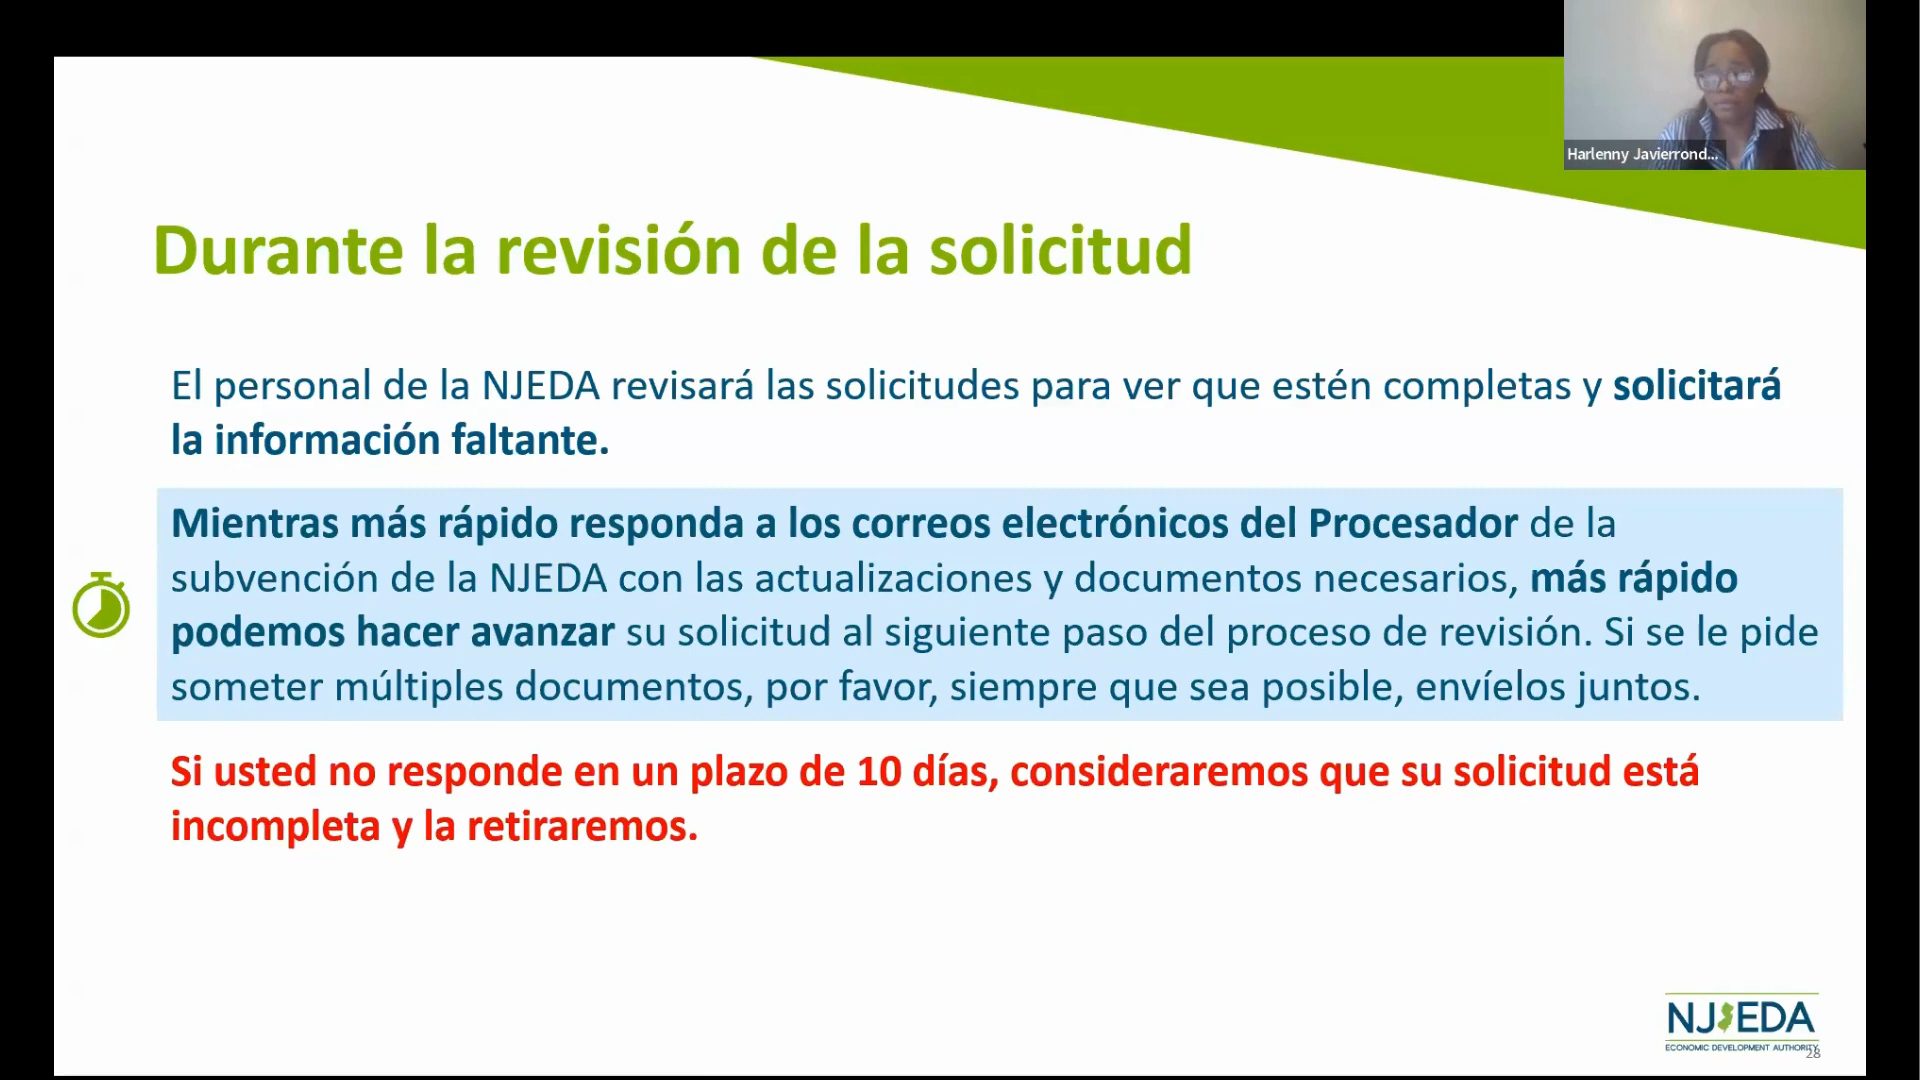 Harlenny Javierrond...
Durante la revisión de la solicitud
El personal de la NJEDA revisará las solicitudes para ver que estén completas y solicitará
la información faltante.
Mientras más rápido responda a los correos electrónicos del Procesador de la
subvención de la NJEDA con las actualizaciones y documentos necesarios, más rápido
podemos hacer avanzar su solicitud al siguiente paso del proceso de revisión. Si se le pide
someter múltiples documentos, por favor, siempre que sea posible, envíelos juntos.
Si usted no responde en un plazo de 10 días, consideraremos que su solicitud está
incompleta y la retiraremos.
NJEDA
ECONOMIC DEVELOPMENT AUTHORITY
28